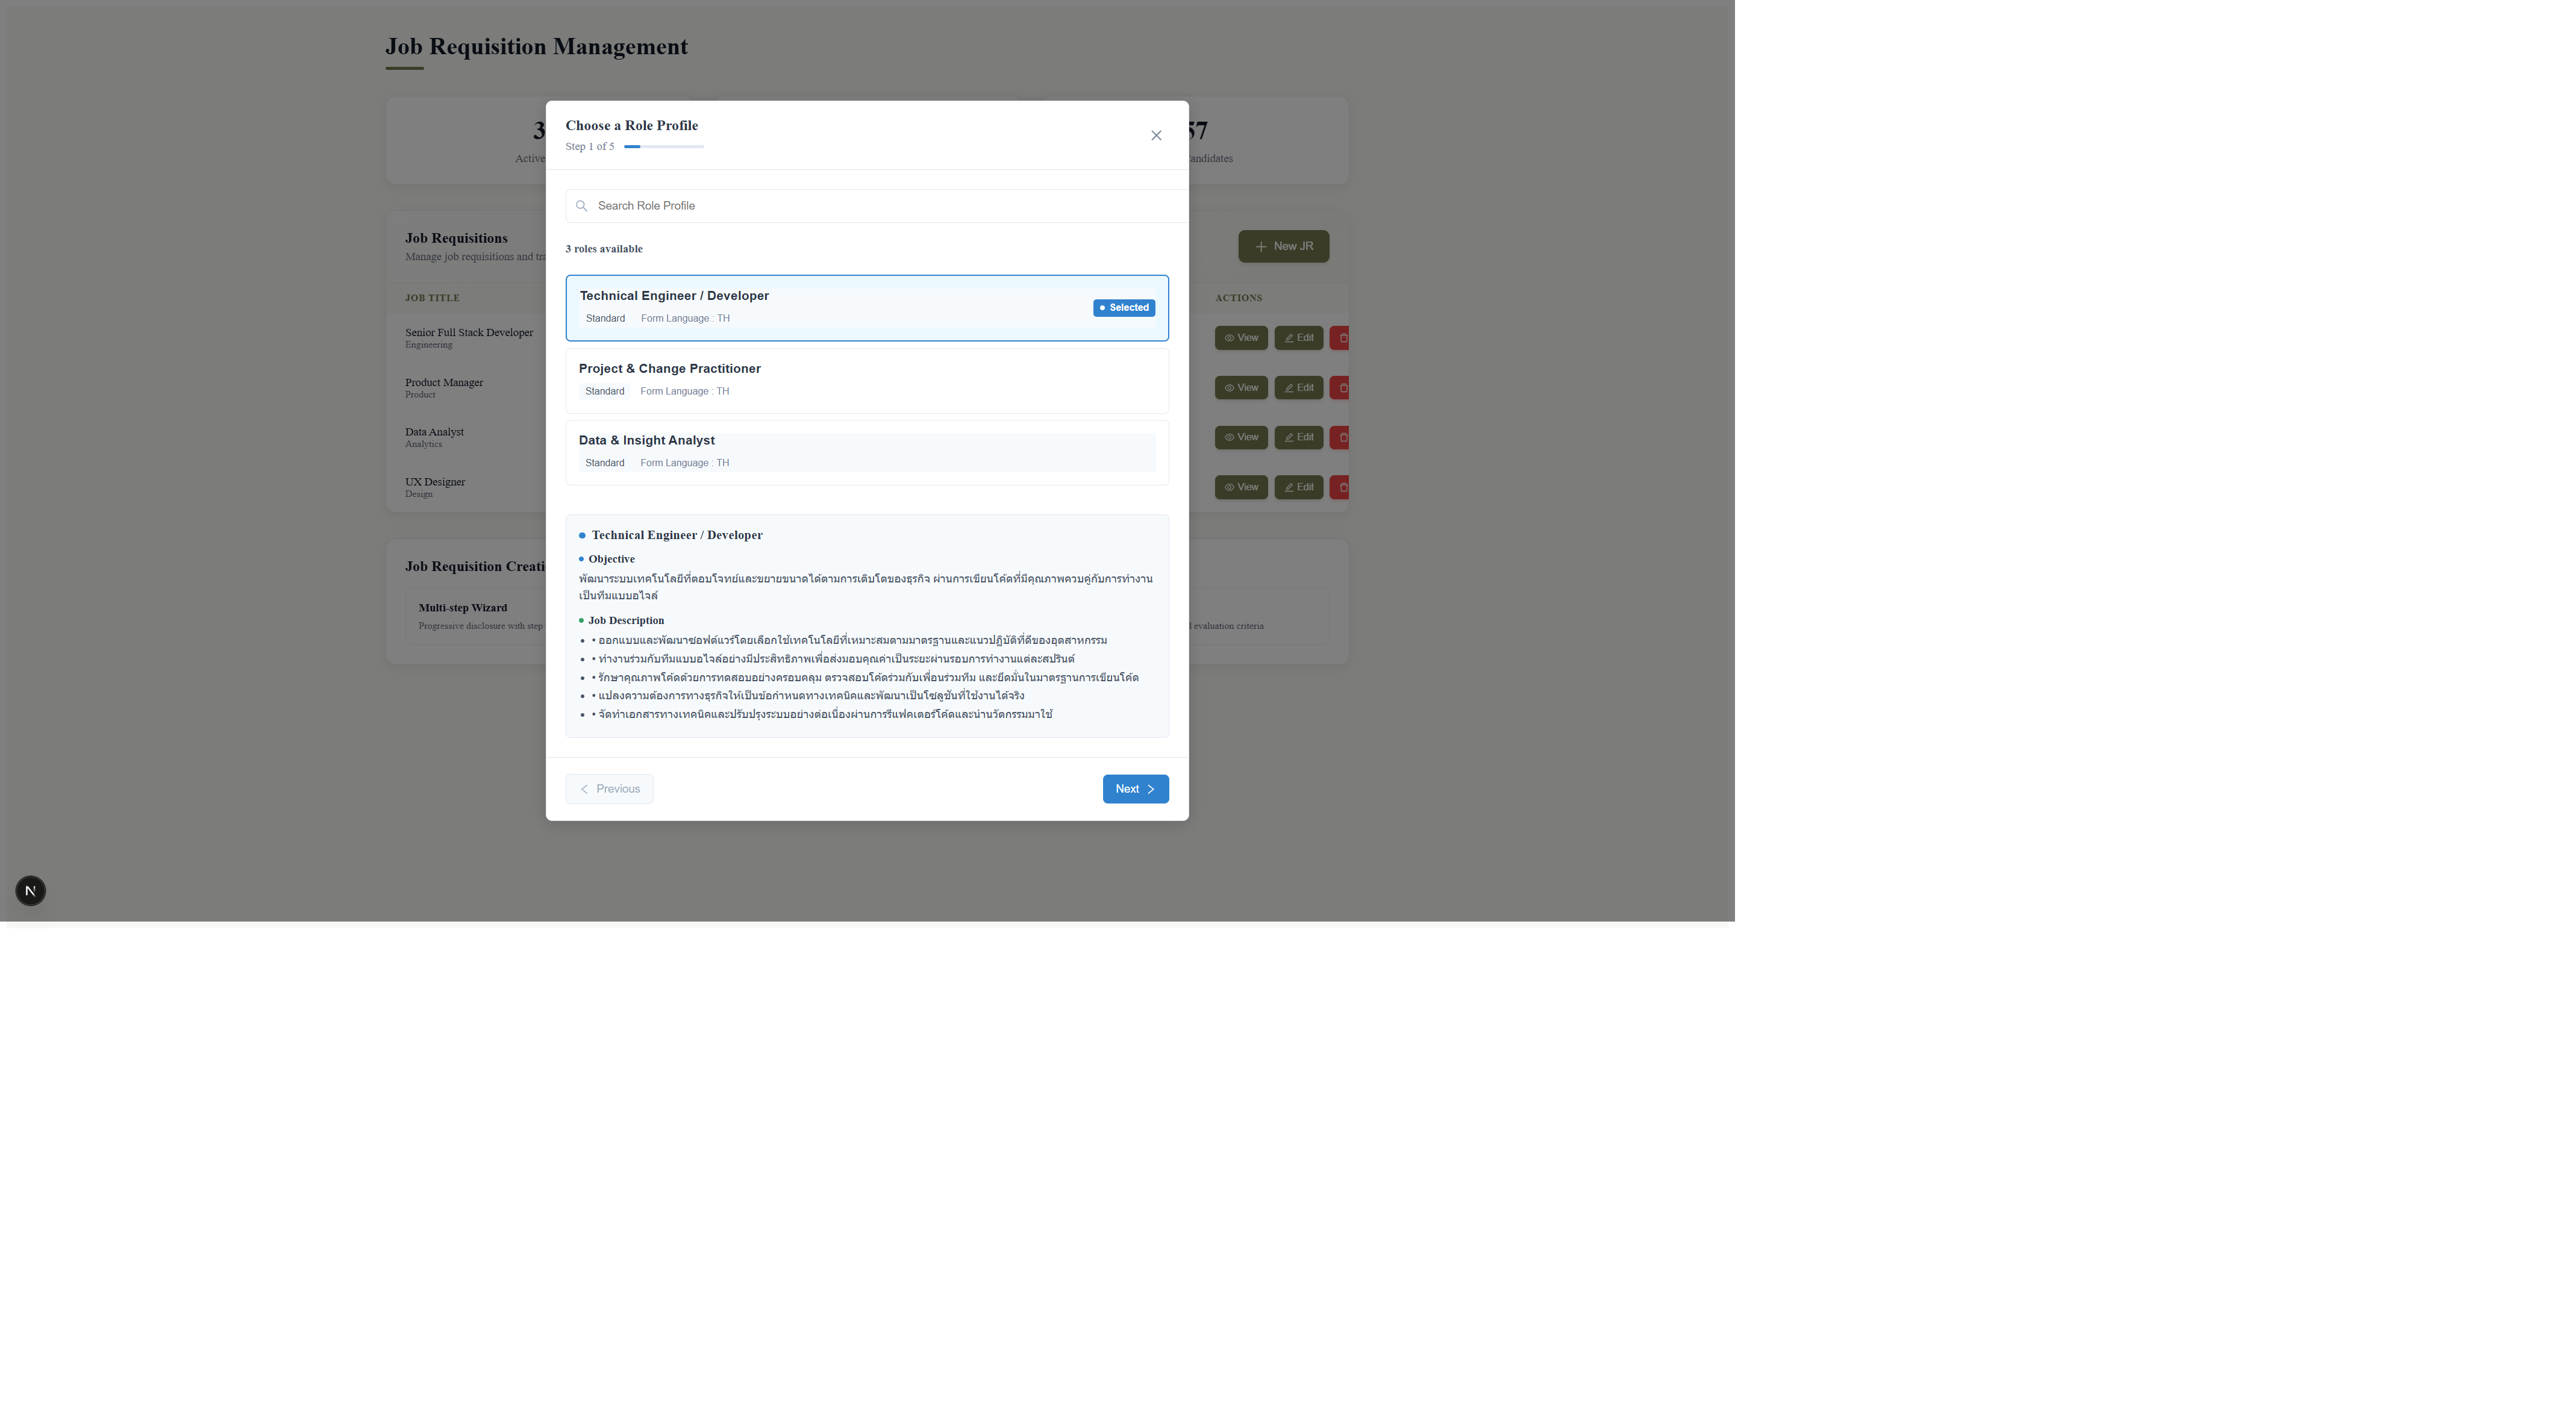 Job Requisition Management
3
Active
57
andidates
Choose a Role Profile
Step 1 of 5
Search Role Profile
3 roles available
Technical Engineer / Developer
Standard Form Language : TH
Selected
Project & Change Practitioner
Standard Form Language : TH
Data & Insight Analyst
Standard Form Language : TH
Technical Engineer / Developer
Objective
พัฒนาระบบเทคโนโลยีที่ตอบโจทย์และขยายขนาดได้ตามการเติบโตของธุรกิจ ผ่านการเขียนโค้ดที่มีคุณภาพควบคู่กับการทำงาน
เป็นทีมแบบอไจล์
Job Description
• • ออกแบบและพัฒนาซอฟต์แวร์โดยเลือกใช้เทคโนโลยีที่เหมาะสมตามมาตรฐานและแนวปฏิบัติที่ดีของอุตสาหกรรม
• • ทำงานร่วมกับทีมแบบอไจล์อย่างมีประสิทธิภาพเพื่อส่งมอบคุณค่าเป็นระยะผ่านรอบการทำงานแต่ละสปรินต์
• • รักษาคุณภาพโค้ดด้วยการทดสอบอย่างครอบคลุม ตรวจสอบโค้ดร่วมกับเพื่อนร่วมทีม และยึดมั่นในมาตรฐานการเขียนโค้ด
• • แปลงความต้องการทางธุรกิจให้เป็นข้อกำหนดทางเทคนิคและพัฒนาเป็นโซลูชันที่ใช้งานได้จริง
• • จัดทำเอกสารทางเทคนิคและปรับปรุงระบบอย่างต่อเนื่องผ่านการรีแฟคเตอร์โค้ดและนำนวัตกรรมมาใช้
Previous
Next
Job Requisitions
Manage job requisitions and tra
New JR
JOB TITLE
ACTIONS
Senior Full Stack Developer
Engineering
View Edit
Product Manager
Product
View Edit
Data Analyst
Analytics
View Edit
UX Designer
Design
View Edit
Job Requisition Creati
Multi-step Wizard
Progressive disclosure with step
evaluation criteria
N